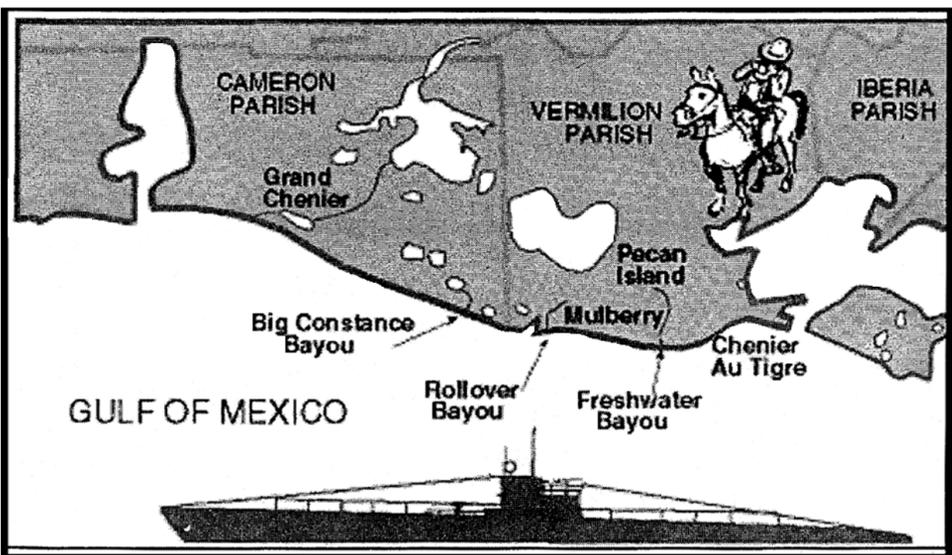 CAMERON
PARISH
VERMILION
PARISH
IBERIA
PARISH
Grand
Chenier
Pecan
Island
Mulberry
Big Constance
Bayou
Chenier
Au Tigre
Rollover
Bayou
Freshwater
Bayou
GULF OF MEXICO